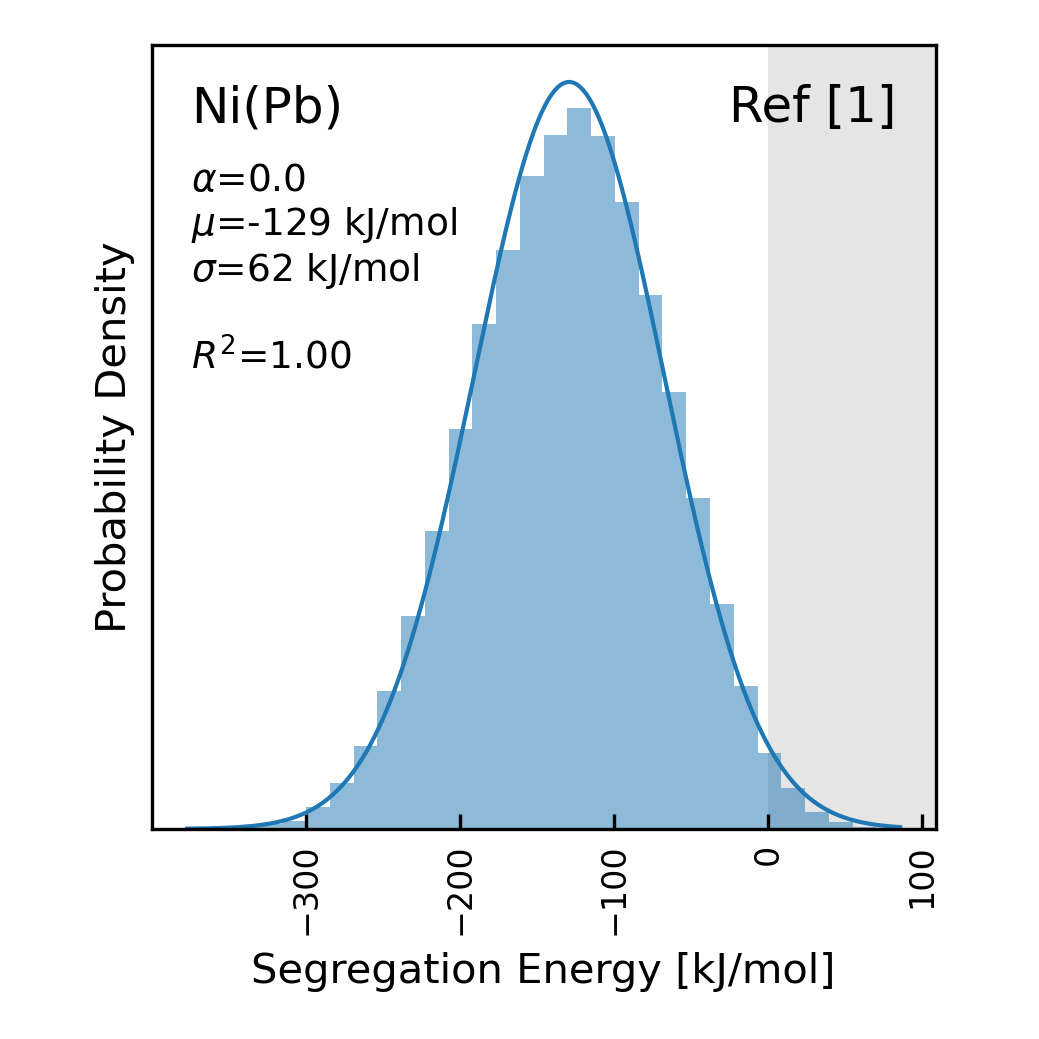 Ni(Pb)
Ref [1]
α=0.0
μ=-129 kJ/mol
σ=62 kJ/mol
R²=1.00
Probability Density
−300
−200
−100
0
100
Segregation Energy [kJ/mol]